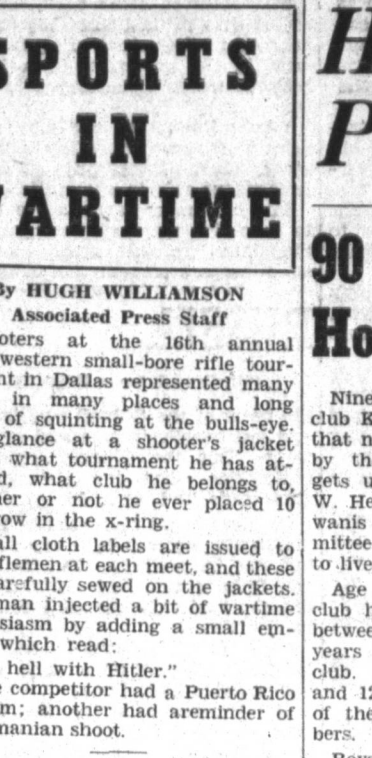 SPORTS
IN
WARTIME
By HUGH WILLIAMSON
Associated Press Staff
ooters at the 16th annual
western small-bore rifle tour-
nt in Dallas represented many
in many places and long
of squinting at the bulls-eye.
glance at a shooter's jacket
what tournament he has at-
d, what club he belongs to,
er or not he ever placed 10
ow in the x-ring.
all cloth labels are issued to
flemen at each meet, and these
arefully sewed on the jackets.
man injected a bit of wartime
siasm by adding a small em-
which read:
hell with Hitler."
competitor had a Puerto Rico
m; another had areminder of
manian shoot.
H
P
90
Ho
Nine
club K
that n
by th
gets u
W. He
wanis
mittee
to live
Age
club h
betwee
years
club.
and 12
of the
bers.